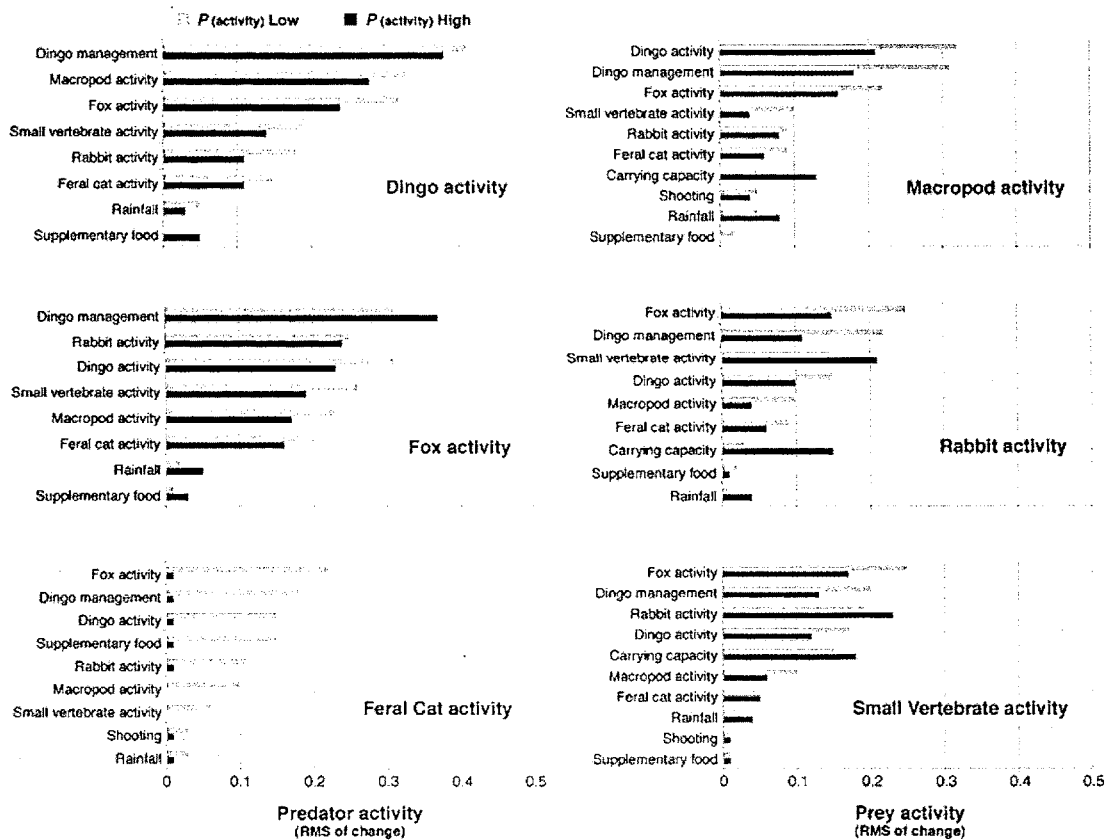 P (activity) Low P (activity) High
Dingo management
Macropod activity
Fox activity
Small vertebrate activity
Rabbit activity
Feral cat activity
Rainfall
Supplementary food
Dingo activity
Dingo activity
Dingo management
Fox activity
Small vertebrate activity
Rabbit activity
Feral cat activity
Carrying capacity
Shooting
Rainfall
Supplementary food
Macropod activity
Dingo management
Rabbit activity
Dingo activity
Small vertebrate activity
Macropod activity
Feral cat activity
Rainfall
Supplementary food
Fox activity
Fox activity
Dingo management
Small vertebrate activity
Dingo activity
Macropod activity
Feral cat activity
Carrying capacity
Supplementary food
Rainfall
Rabbit activity
Fox activity
Dingo management
Dingo activity
Supplementary food
Rabbit activity
Macropod activity
Small vertebrate activity
Shooting
Rainfall
Feral Cat activity
0 0.1 0.2 0.3 0.4 0.5
Predator activity
(RMS of change)
Fox activity
Dingo management
Rabbit activity
Dingo activity
Carrying capacity
Macropod activity
Feral cat activity
Rainfall
Shooting
Supplementary food
Small Vertebrate activity
0 0.1 0.2 0.3 0.4 0.5
Prey activity
(RMS of change)